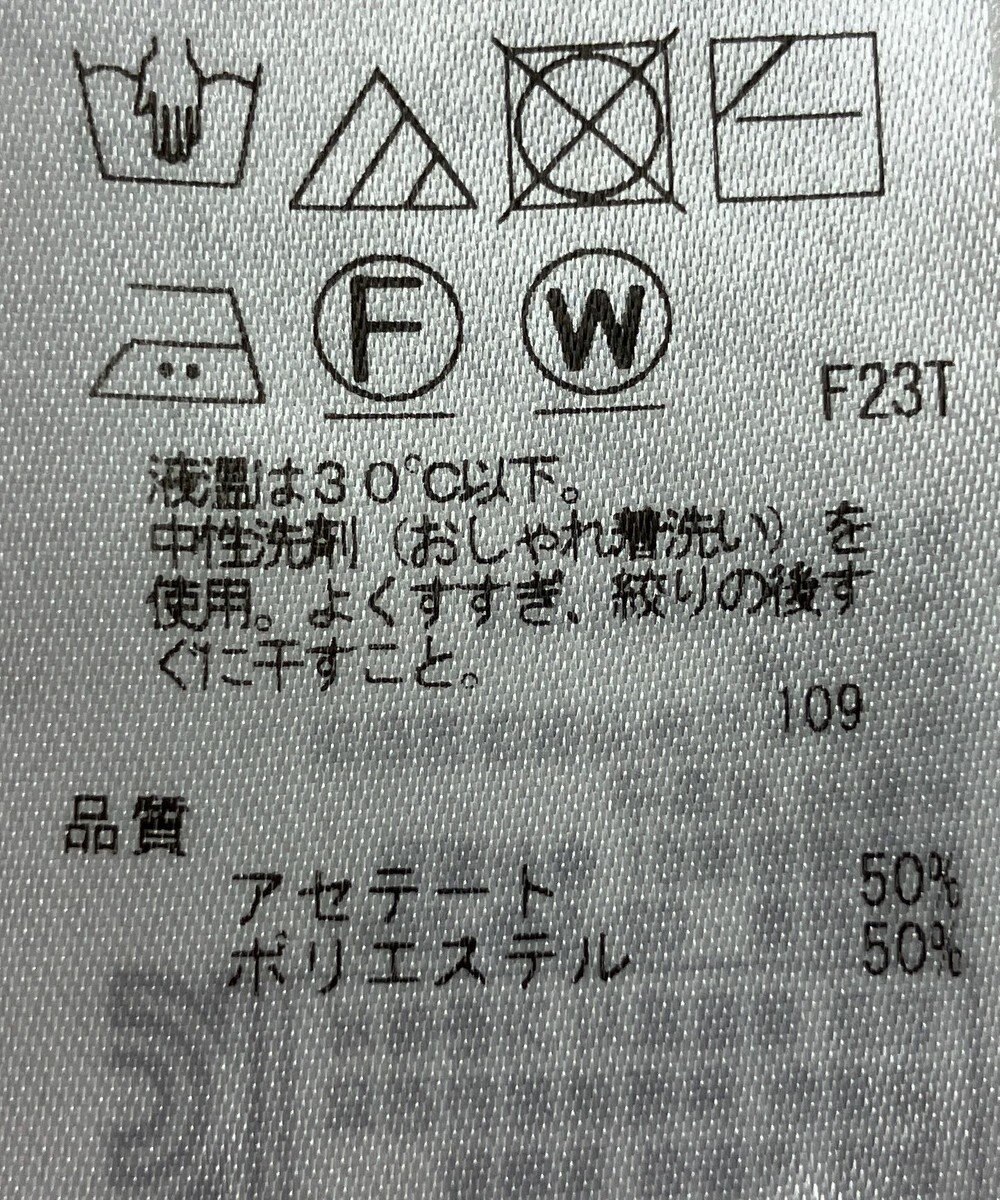 F
W
F23T
液温は３０℃以下。
中性洗剤（おしゃれ着洗い）を
使用。よくすすぎ、絞りの後す
ぐに干すこと。
109
品質
アセテート 50%
ポリエステル 50%